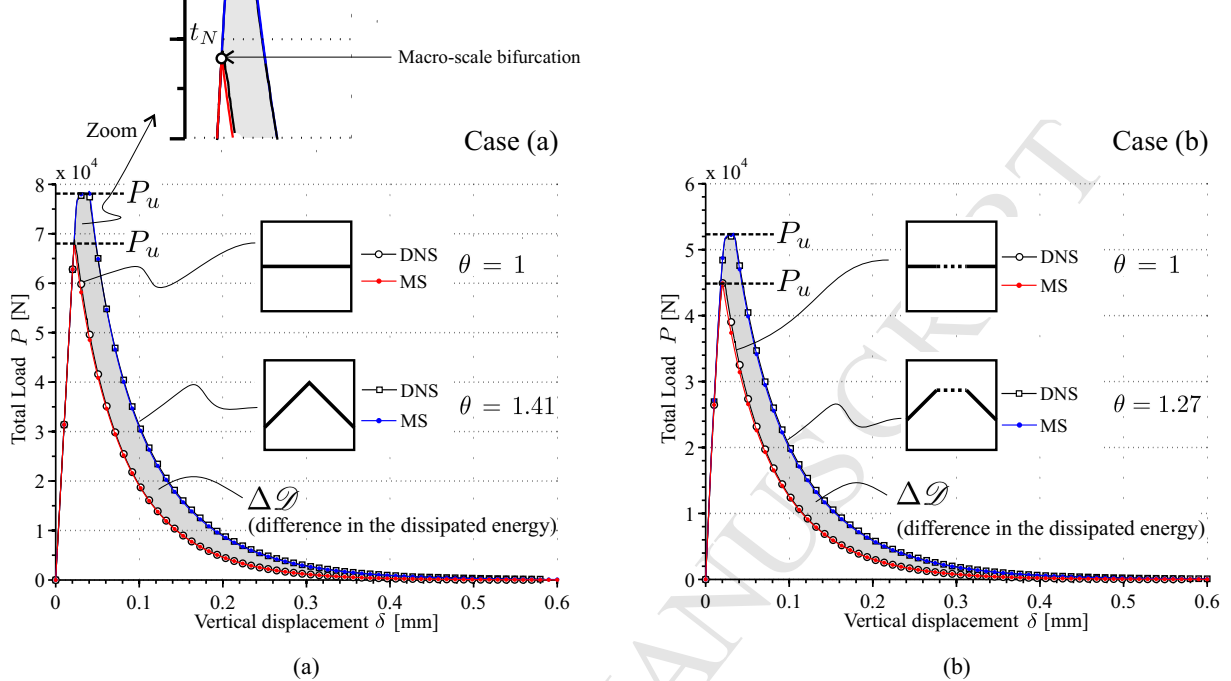 t_N
Macro-scale bifurcation
Zoom
Case (a)
x 10^4
8
7
6
5
4
3
2
1
0
Total Load P [N]
P_u
P_u
DNS
MS
θ = 1
DNS
MS
θ = 1.41
Δ𝒟
(difference in the dissipated energy)
0
0.1
0.2
0.3
0.4
0.5
0.6
Vertical displacement δ [mm]
(a)
Case (b)
x 10^4
6
5
4
3
2
1
0
Total Load P [N]
P_u
P_u
DNS
MS
θ = 1
DNS
MS
θ = 1.27
Δ𝒟
(difference in the dissipated energy)
0
0.1
0.2
0.3
0.4
0.5
0.6
Vertical displacement δ [mm]
(b)
ANUSCRIPT